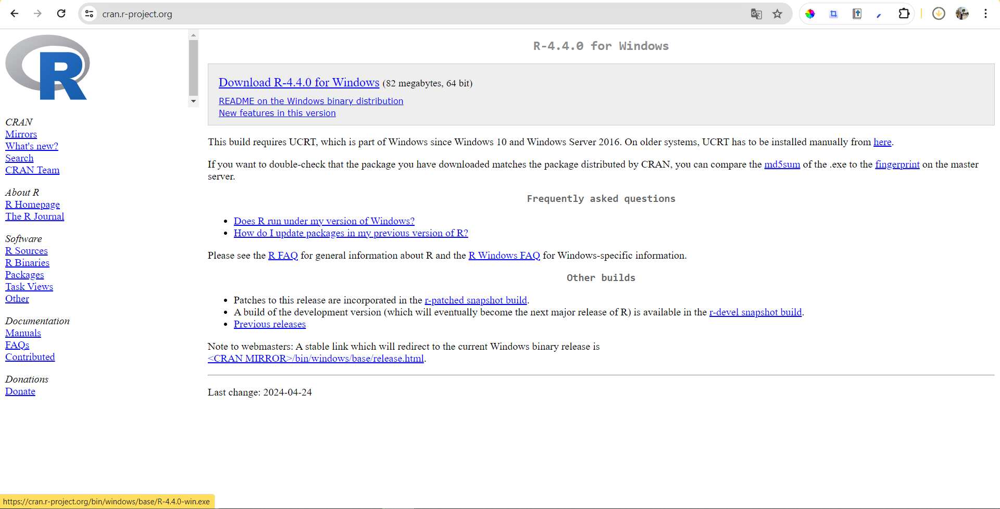 cran.r-project.org
R
CRAN
Mirrors
What's new?
Search
CRAN Team
About R
R Homepage
The R Journal
Software
R Sources
R Binaries
Packages
Task Views
Other
Documentation
Manuals
FAQs
Contributed
Donations
Donate
R-4.4.0 for Windows
Download R-4.4.0 for Windows (82 megabytes, 64 bit)
README on the Windows binary distribution
New features in this version
This build requires UCRT, which is part of Windows since Windows 10 and Windows Server 2016. On older systems, UCRT has to be installed manually from here.
If you want to double-check that the package you have downloaded matches the package distributed by CRAN, you can compare the md5sum of the .exe to the fingerprint on the master
server.
Frequently asked questions
• Does R run under my version of Windows?
• How do I update packages in my previous version of R?
Please see the R FAQ for general information about R and the R Windows FAQ for Windows-specific information.
Other builds
• Patches to this release are incorporated in the r-patched snapshot build.
• A build of the development version (which will eventually become the next major release of R) is available in the r-devel snapshot build.
• Previous releases
Note to webmasters: A stable link which will redirect to the current Windows binary release is
<CRAN MIRROR>/bin/windows/base/release.html.
Last change: 2024-04-24
https://cran.r-project.org/bin/windows/base/R-4.4.0-win.exe